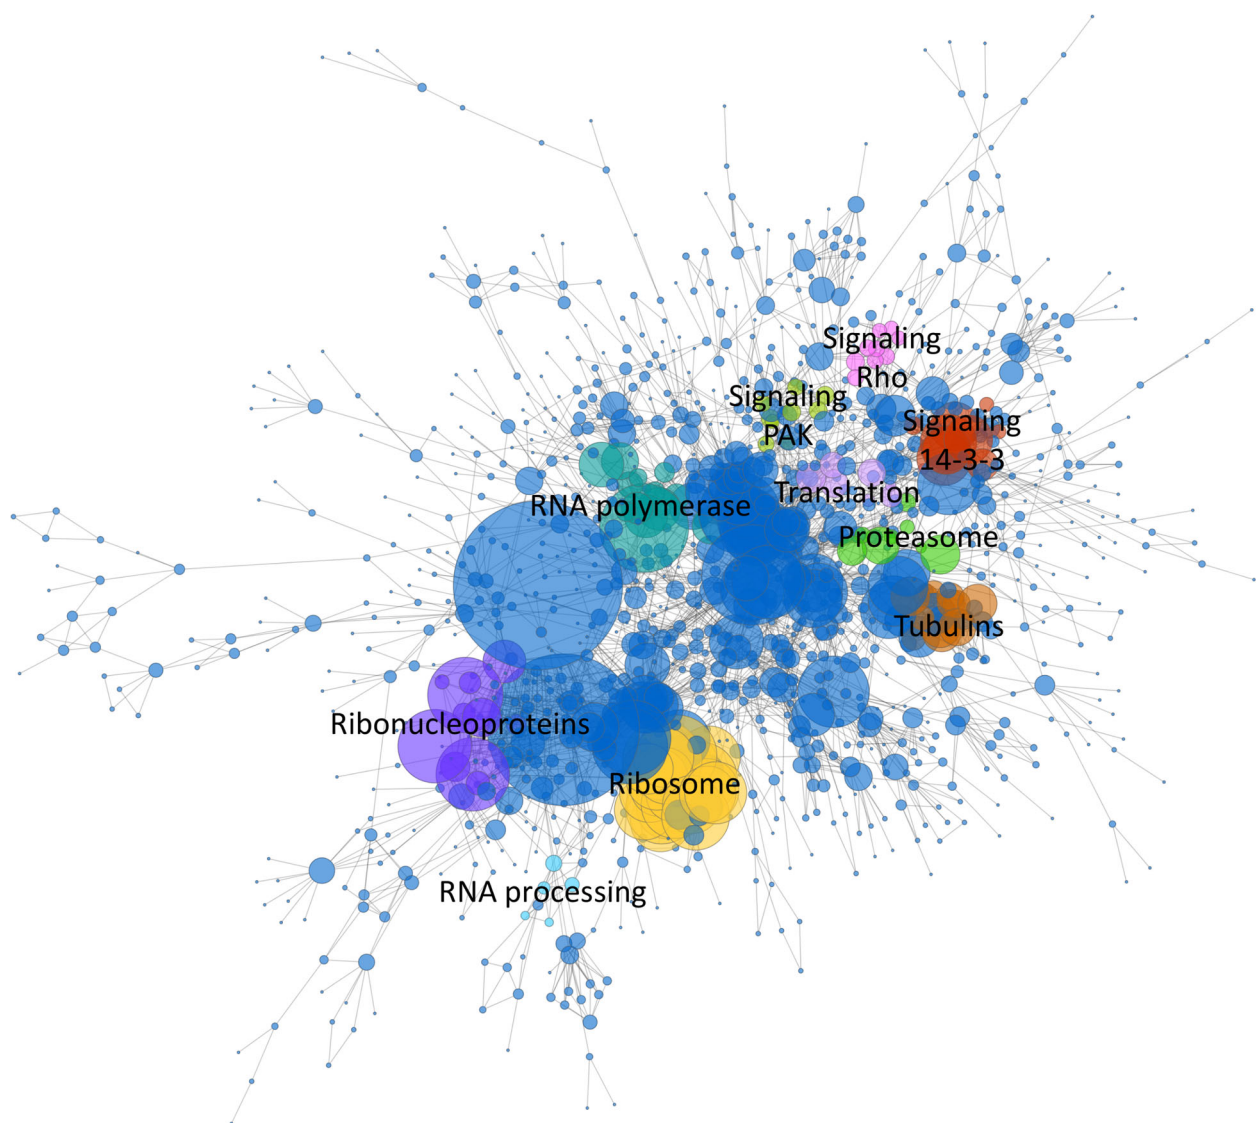 Signaling
Rho
Signaling
PAK
Signaling
14-3-3
Translation
RNA polymerase
Proteasome
Tubulins
Ribonucleoproteins
Ribosome
RNA processing